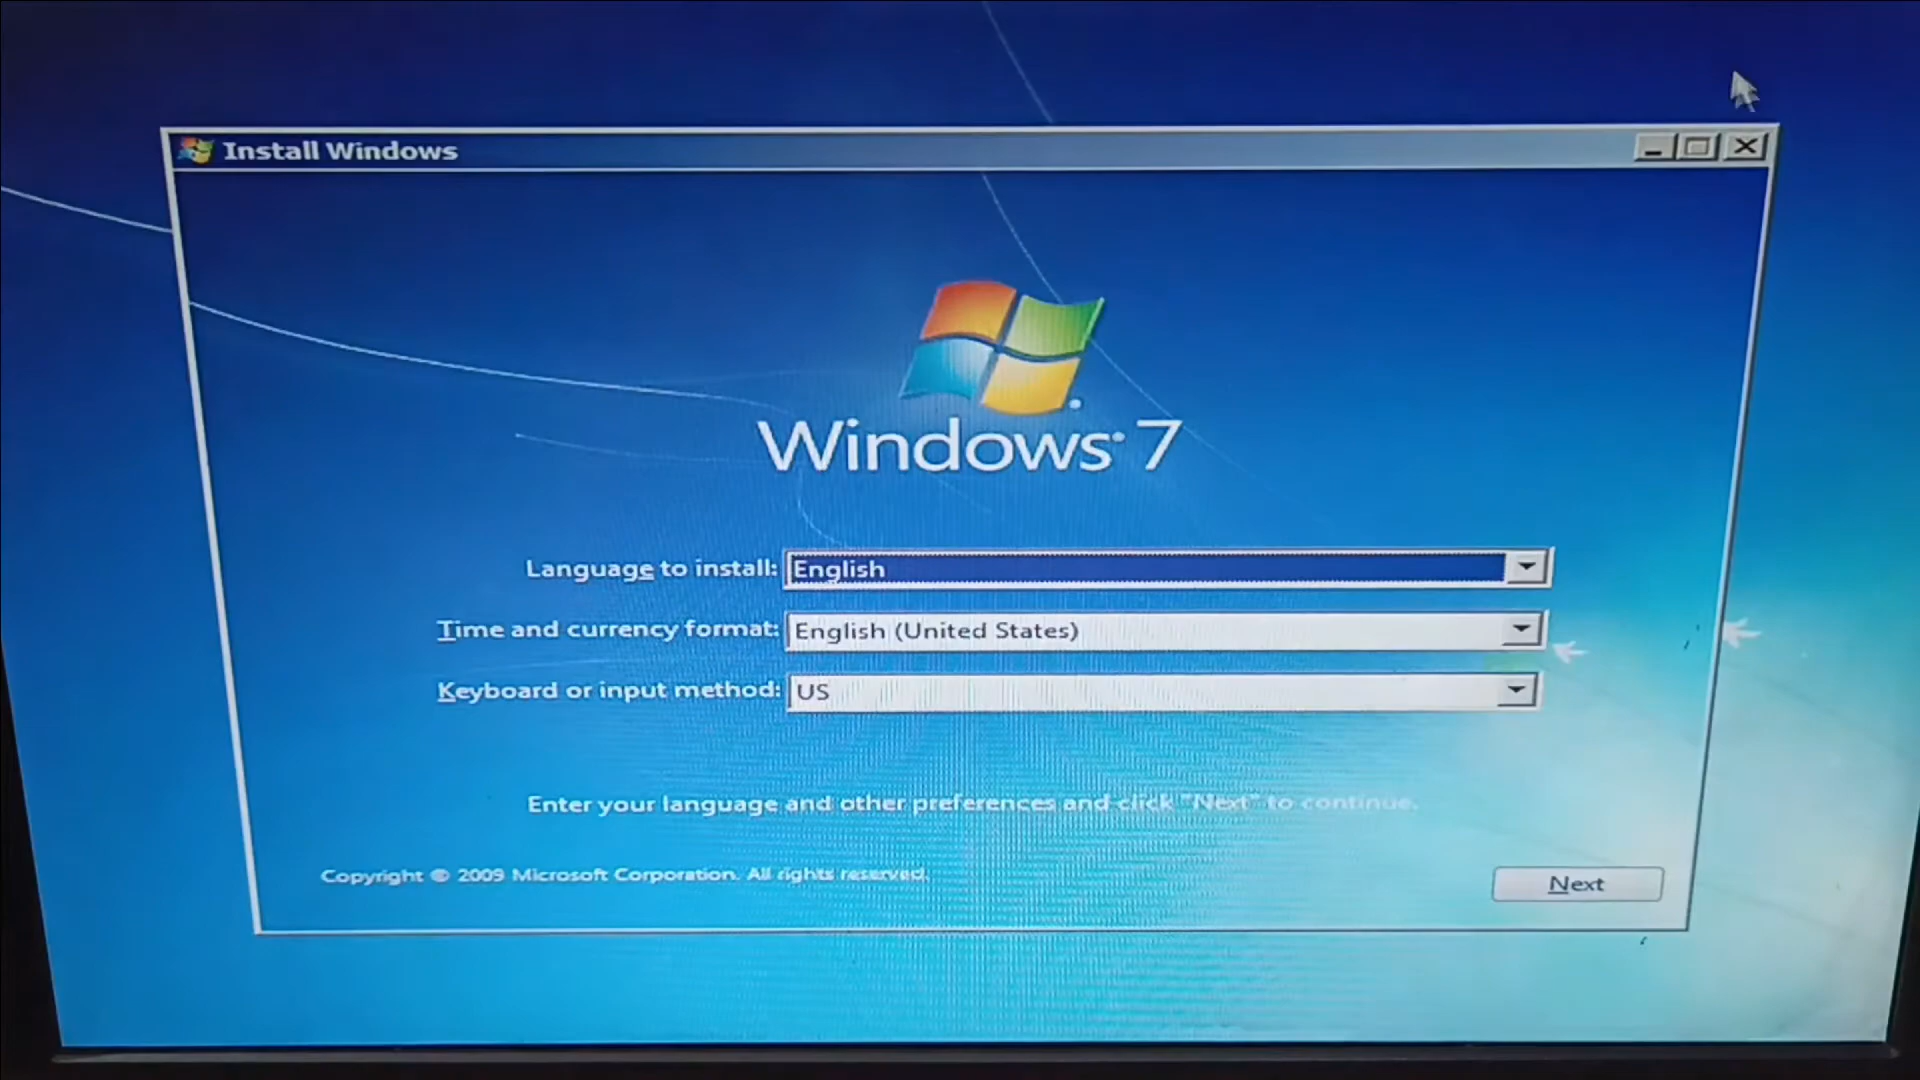 Install Windows
Windows® 7
Language to install: English
Time and currency format: English (United States)
Keyboard or input method: US
Enter your language and other preferences and click "Next" to continue.
Copyright © 2009 Microsoft Corporation. All rights reserved.
Next